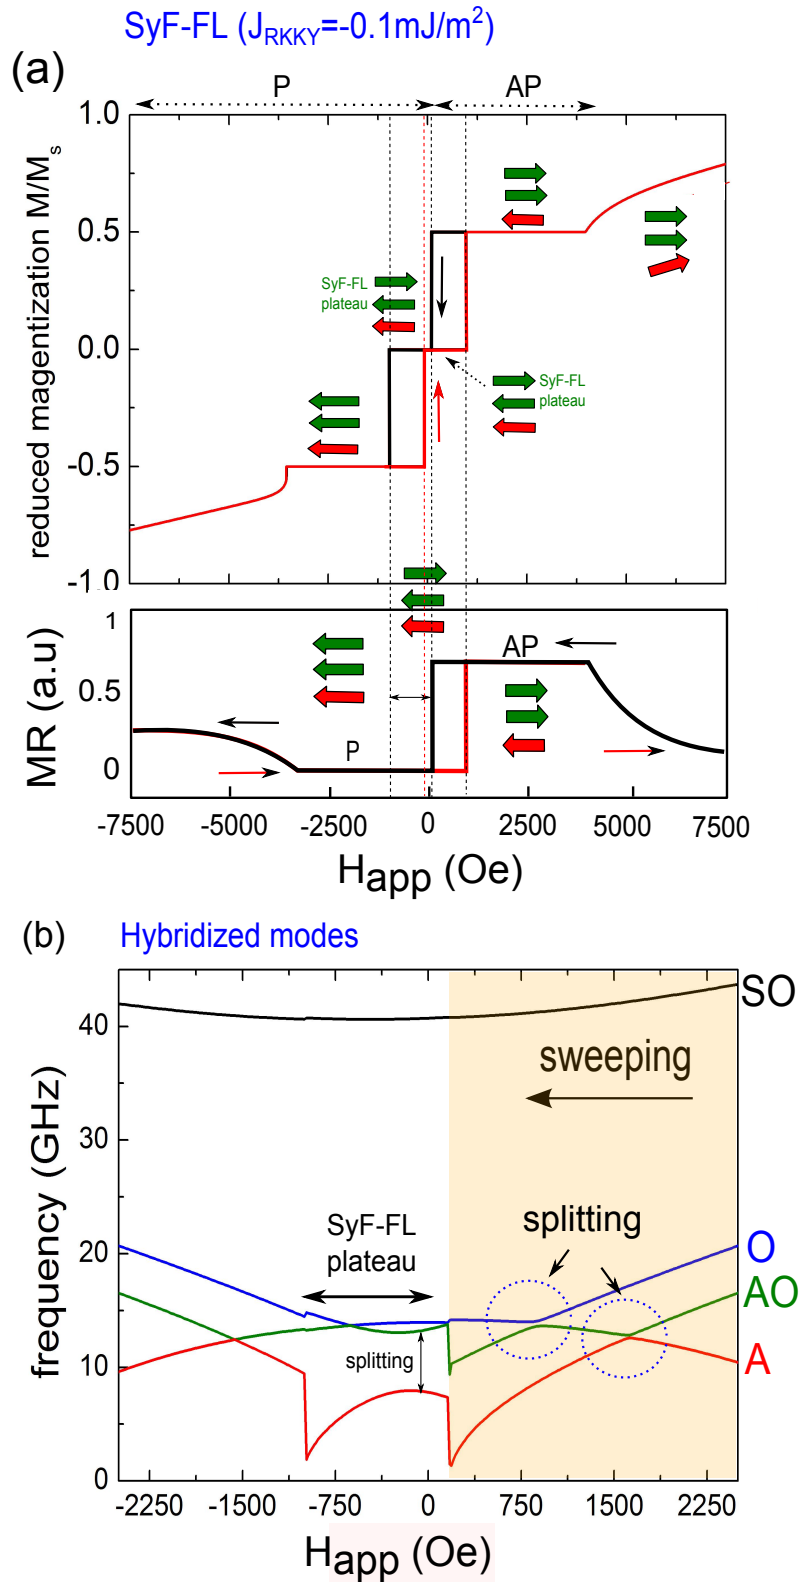 SyF-FL (JRKKY=-0.1mJ/m²)
(a)
P
AP
reduced magentization M/Ms
1.0
0.5
0.0
-0.5
-1.0
SyF-FL
plateau
SyF-FL
plateau
MR (a.u)
1
0.5
0
AP
P
-7500 -5000 -2500 0 2500 5000 7500
Happ (Oe)
(b) Hybridized modes
frequency (GHz)
40
30
20
10
0
SO
sweeping
SyF-FL
plateau
splitting
splitting
O
AO
A
-2250 -1500 -750 0 750 1500 2250
Happ (Oe)